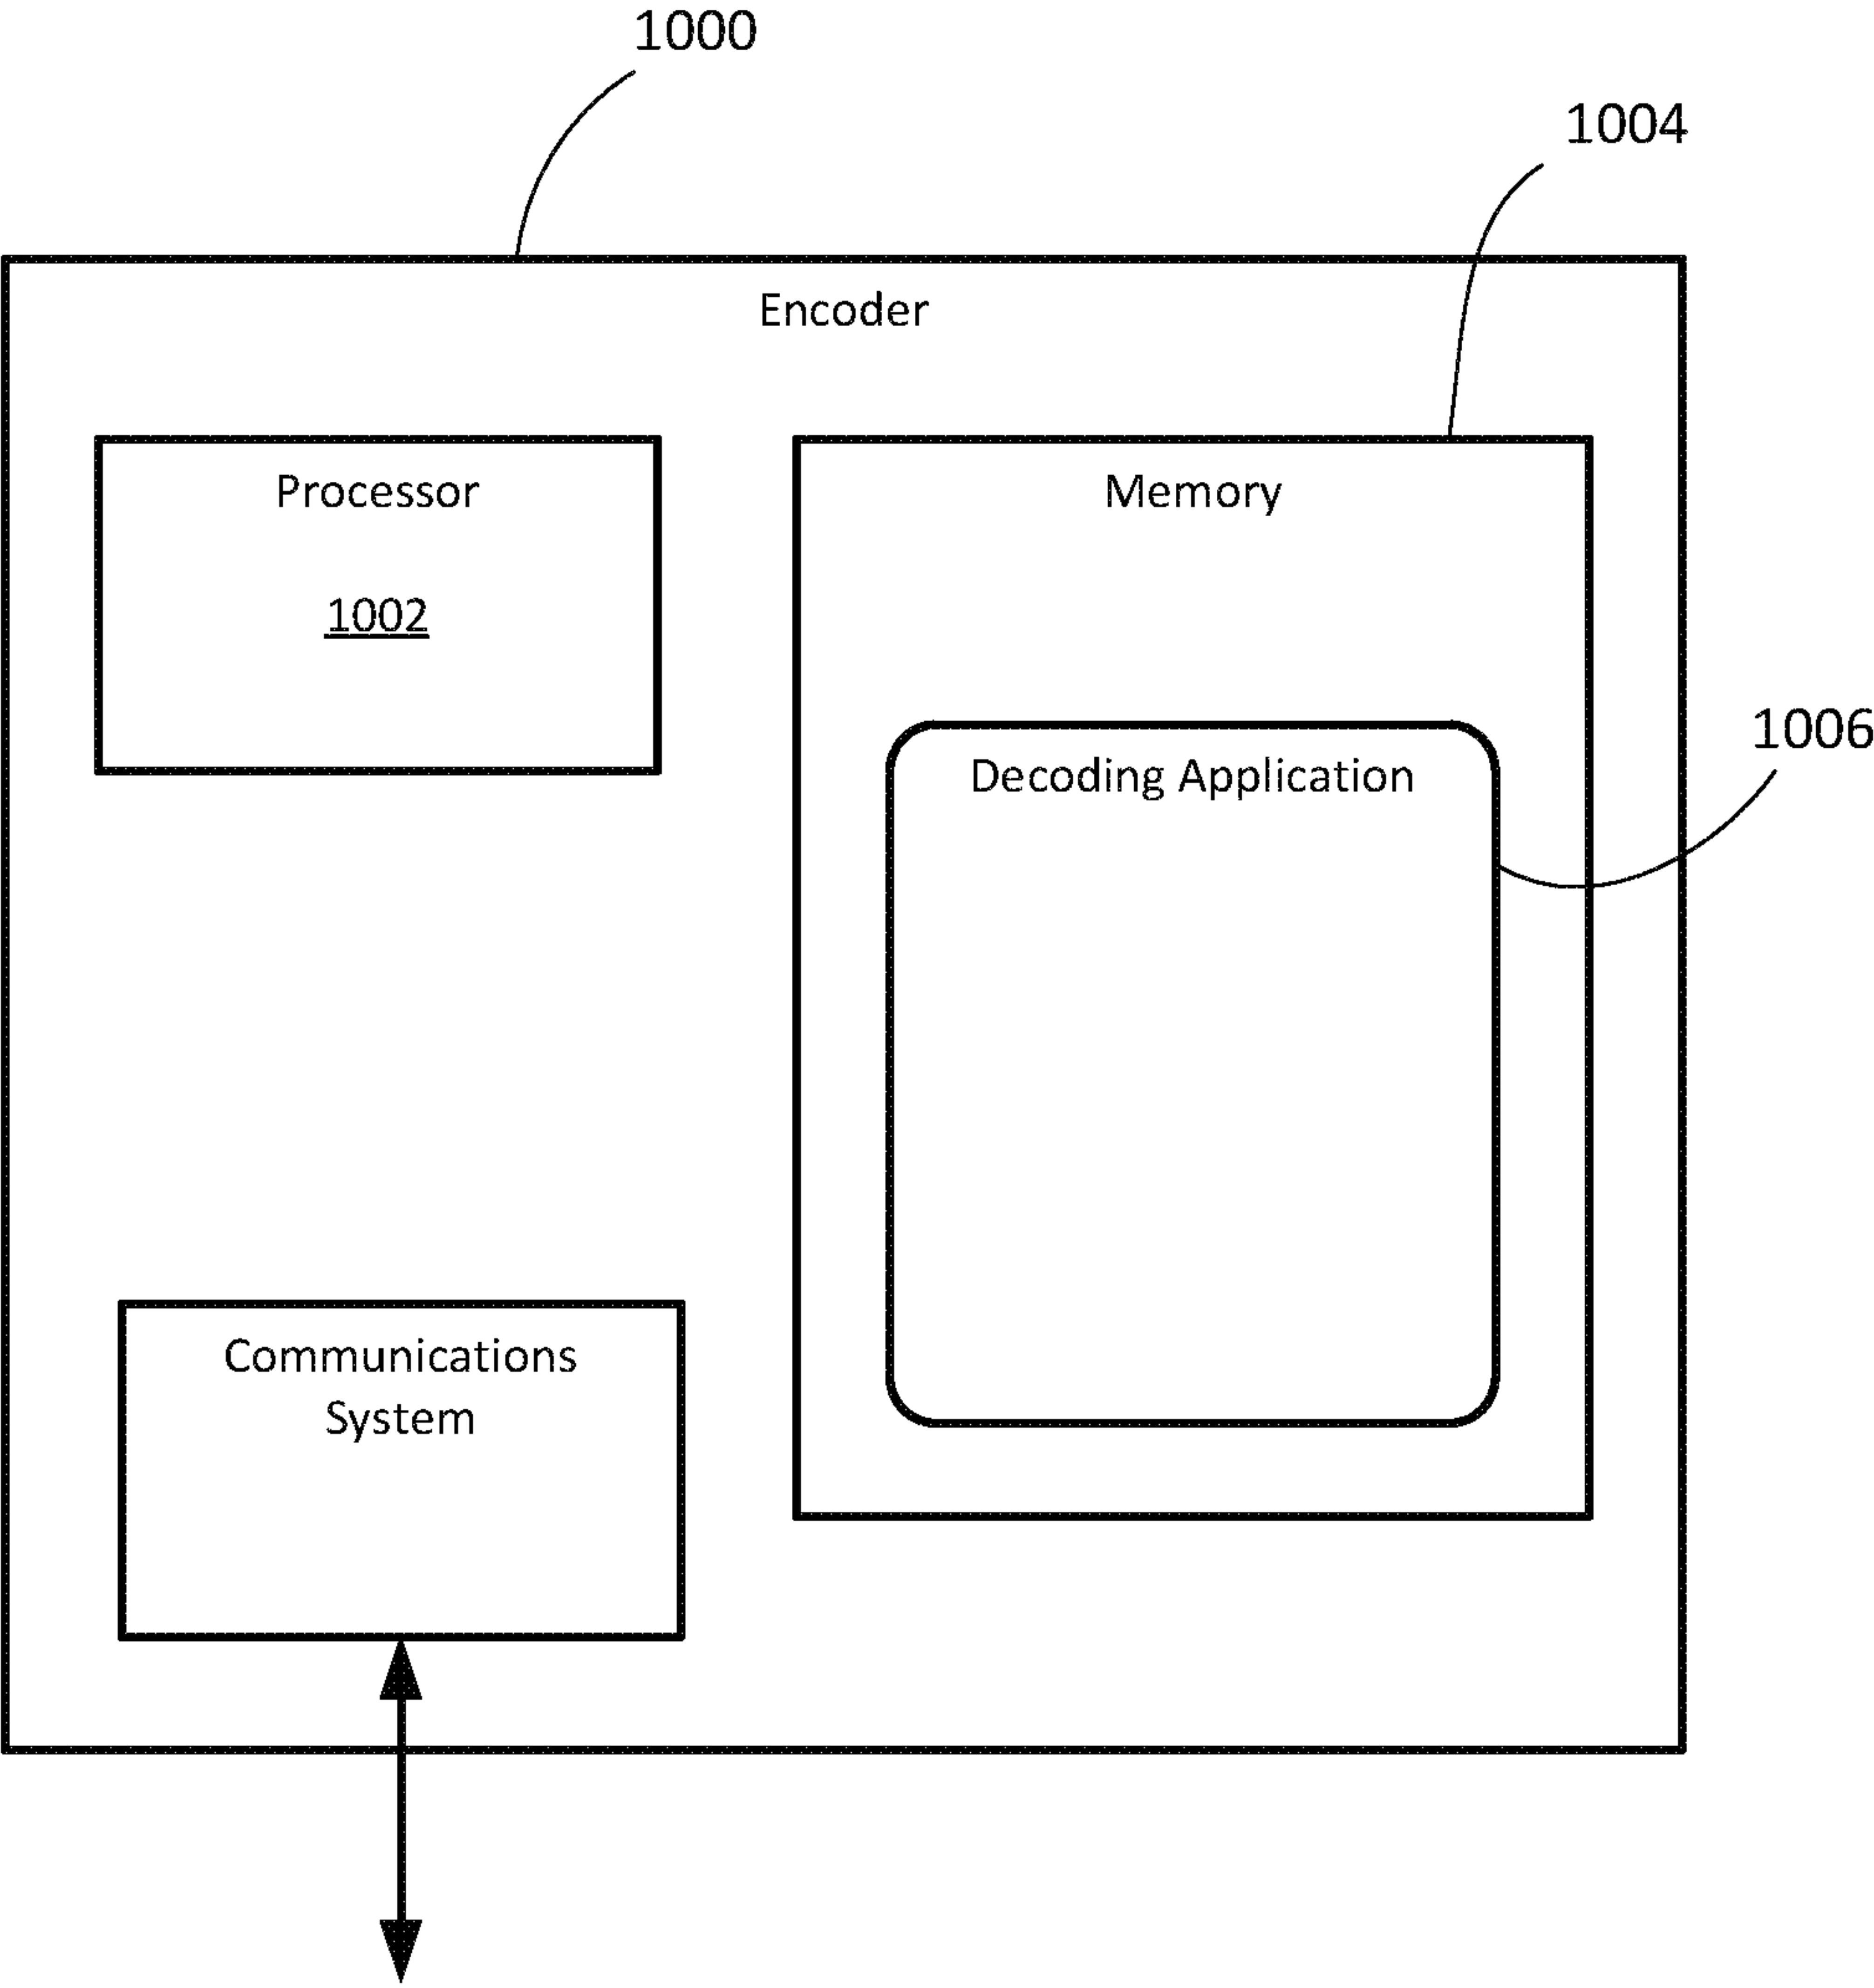 1000
1004
Encoder
Processor
1002
Memory
1006
Decoding Application
Communications
System